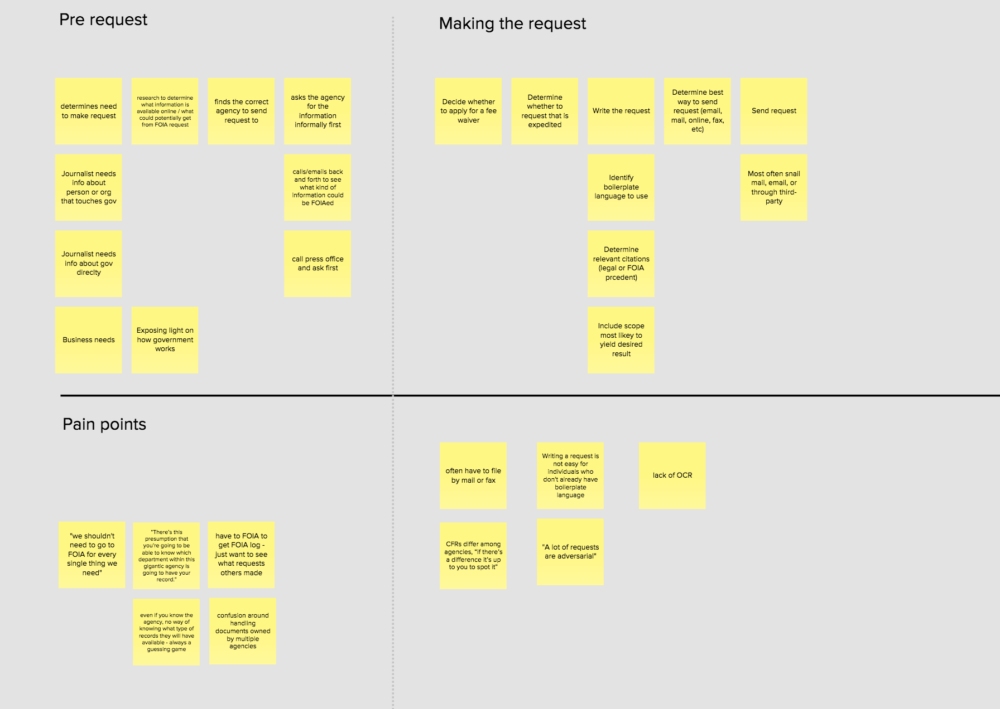 Pre request
determines need
to make request
research to determine
what information is
available online / what
could potentially get
from FOIA request
finds the correct
agency to send
request to
asks the agency
for the
information
informally first
Journalist needs
info about
person or org
that touches gov
calls/emails back
and forth to see
what kind of
information could
be FOIAed
Journalist needs
info about gov
direclty
call press office
and ask first
Business needs
Exposing light on
how government
works
Making the request
Decide whether
to apply for a fee
waiver
Determine
whether to
request that is
expedited
Write the request
Determine best
way to send
request (email,
mail, online, fax,
etc)
Send request
Identify
boilerplate
language to use
Most often snail
mail, email, or
through third-
party
Determine
relevant citations
(legal or FOIA
prcedent)
Include scope
most likey to
yield desired
result
Pain points
"we shouldn't
need to go to
FOIA for every
single thing we
need"
“There’s this
presumption that
you’re going to be
able to know which
department within this
gigantic agency is
going to have your
record.”
have to FOIA to
get FOIA log -
just want to see
what requests
others made
even if you know the
agency, no way of
knowing what type of
records they will have
available - always a
guessing game
confusion around
handling
documents owned
by multiple
agencies
often have to file
by mail or fax
Writing a request is
not easy for
individuals who
don't already have
boilerplate
language
lack of OCR
CFRs differ among
agencies, “if there’s
a difference it’s up
to you to spot it”
"A lot of requests
are adversarial"